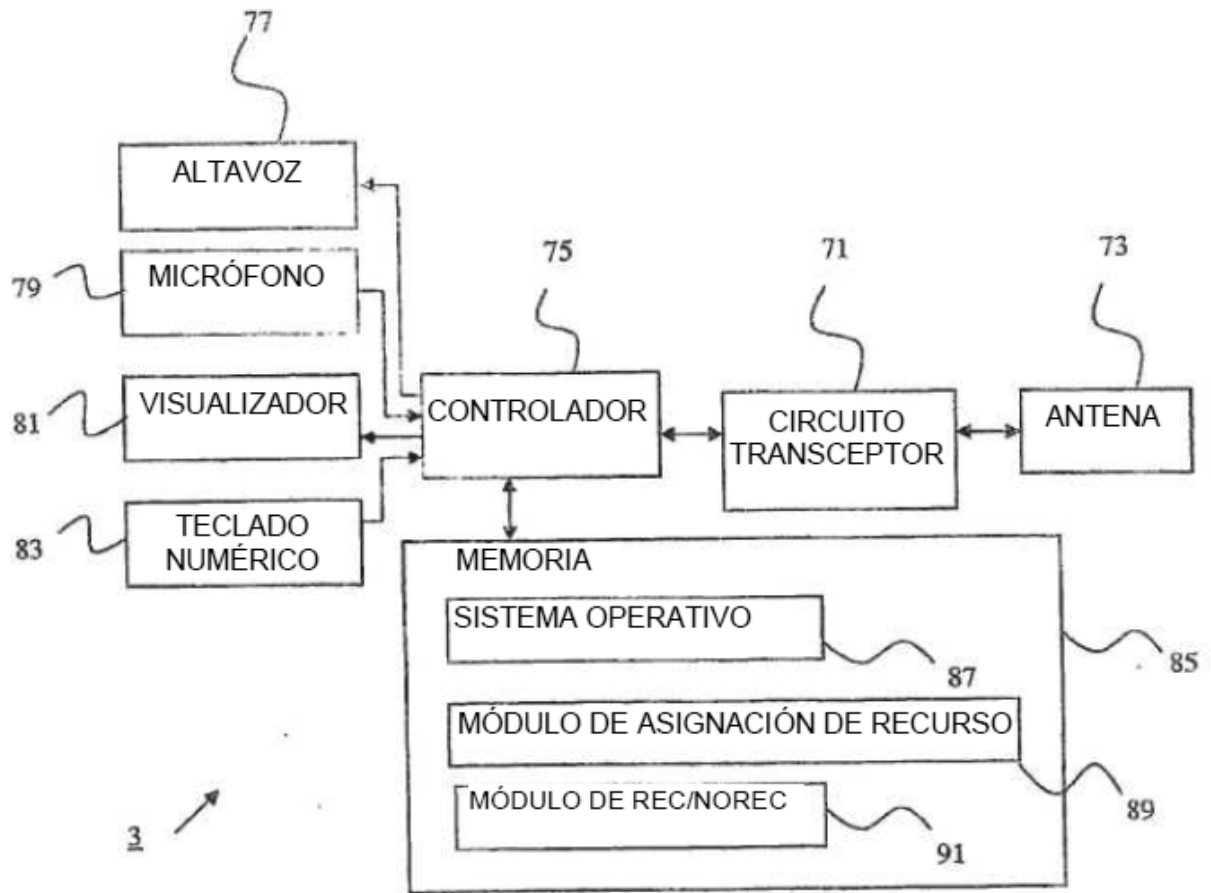 77
ALTAVOZ
79
MICRÓFONO
81
VISUALIZADOR
83
TECLADO
NUMÉRICO
75
CONTROLADOR
71
CIRCUITO
TRANSCEPTOR
73
ANTENA
MEMORIA
85
SISTEMA OPERATIVO
87
MÓDULO DE ASIGNACIÓN DE RECURSO
89
MÓDULO DE REC/NOREC
91
3